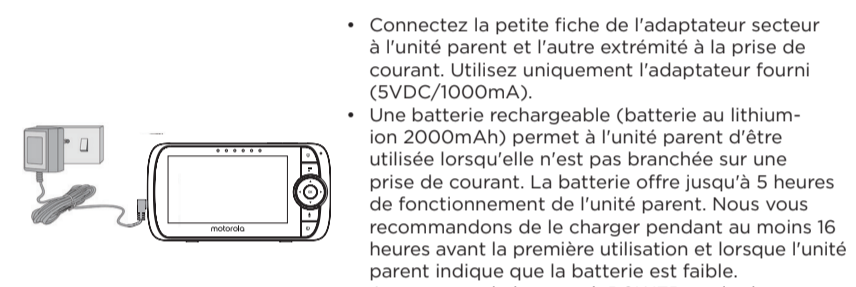 • Connectez la petite fiche de l'adaptateur secteur
à l'unité parent et l'autre extrémité à la prise de
courant. Utilisez uniquement l'adaptateur fourni
(5VDC/1000mA).
• Une batterie rechargeable (batterie au lithium-
ion 2000mAh) permet à l'unité parent d'être
utilisée lorsqu'elle n'est pas branchée sur une
prise de courant. La batterie offre jusqu'à 5 heures
de fonctionnement de l'unité parent. Nous vous
recommandons de le charger pendant au moins 16
heures avant la première utilisation et lorsque l'unité
parent indique que la batterie est faible.
motorola